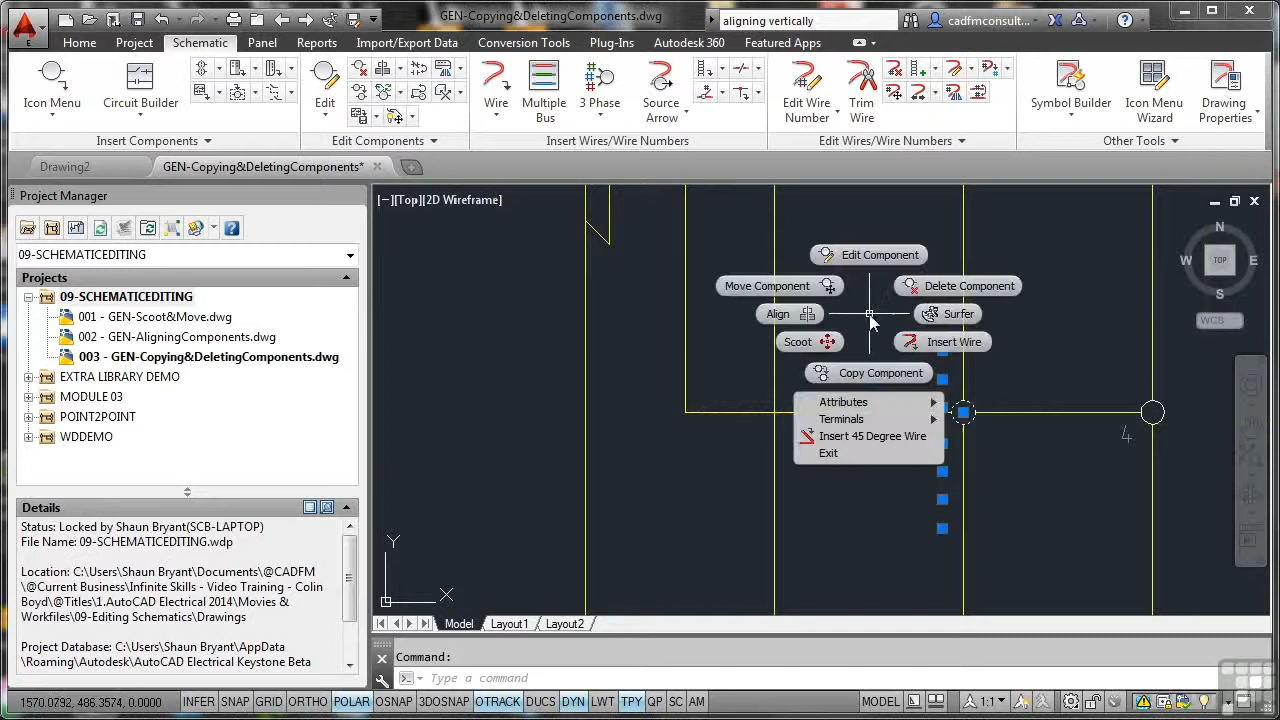 GEN-Copying&DeletingComponents.dwg
aligning vertically
cadfmconsult...
E
Home
Project
Schematic
Panel
Reports
Import/Export Data
Conversion Tools
Plug-Ins
Autodesk 360
Featured Apps
Icon Menu
Circuit Builder
Edit
Wire
Multiple
Bus
3 Phase
Source
Arrow
Edit Wire
Number
Trim
Wire
Symbol Builder
Icon Menu
Wizard
Drawing
Properties
Insert Components
Edit Components
Insert Wires/Wire Numbers
Edit Wires/Wire Numbers
Other Tools
Drawing2
GEN-Copying&DeletingComponents*
Project Manager
09-SCHEMATICEDITING
Projects
09-SCHEMATICEDITING
001 - GEN-Scoot&Move.dwg
002 - GEN-AligningComponents.dwg
003 - GEN-Copying&DeletingComponents.dwg
EXTRA LIBRARY DEMO
MODULE 03
POINT2POINT
WDDEMO
Details
Status: Locked by Shaun Bryant(SCB-LAPTOP)
File Name: 09-SCHEMATICEDITING.wdp
Location: C:\Users\Shaun Bryant\Documents\@CADFM
\@Current Business\Infinite Skills - Video Training - Colin
Boyd\@Titles\1.AutoCAD Electrical 2014\Movies &
Workfiles\09-Editing Schematics\Drawings
Project Database: C:\Users\Shaun Bryant\AppData
\Roaming\Autodesk\AutoCAD Electrical Keystone Beta
[−][Top][2D Wireframe]
N
W
TOP
E
S
WCB
Edit Component
Move Component
Delete Component
Align
Surfer
Scoot
Insert Wire
Copy Component
Attributes
Terminals
Insert 45 Degree Wire
Exit
4
Y
X
Model
Layout1
Layout2
Command:
Type a command
1570.0792, 486.3574, 0.0000
INFER
SNAP
GRID
ORTHO
POLAR
OSNAP
3DOSNAP
OTRACK
DUCS
DYN
LWT
TPY
QP
SC
AM
MODEL
1:1